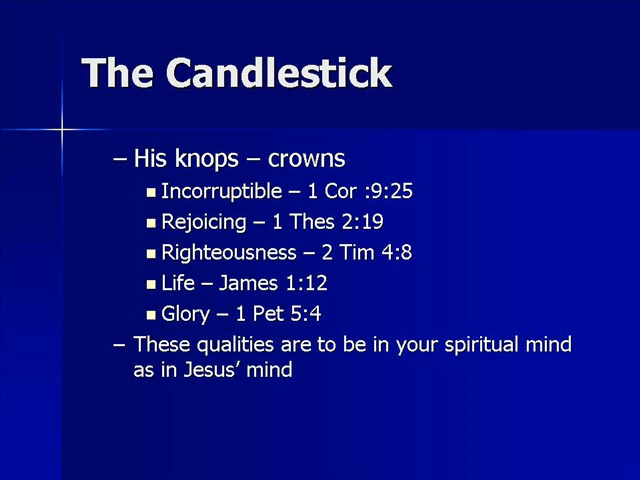 The Candlestick
– His knops – crowns
■ Incorruptible – 1 Cor :9:25
■ Rejoicing – 1 Thes 2:19
■ Righteousness – 2 Tim 4:8
■ Life – James 1:12
■ Glory – 1 Pet 5:4
– These qualities are to be in your spiritual mind
as in Jesus’ mind